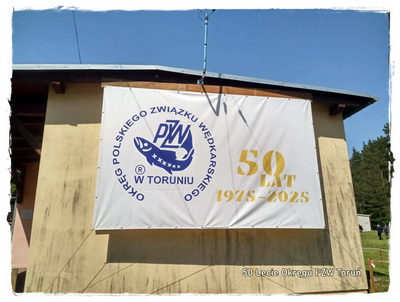 OKRĘG POLSKIEGO ZWIĄZKU WĘDKARSKIEGO
PZW
®
W TORUNIU
50
LAT
1975-2025
50 Lecie Okręgu PZW Toruń